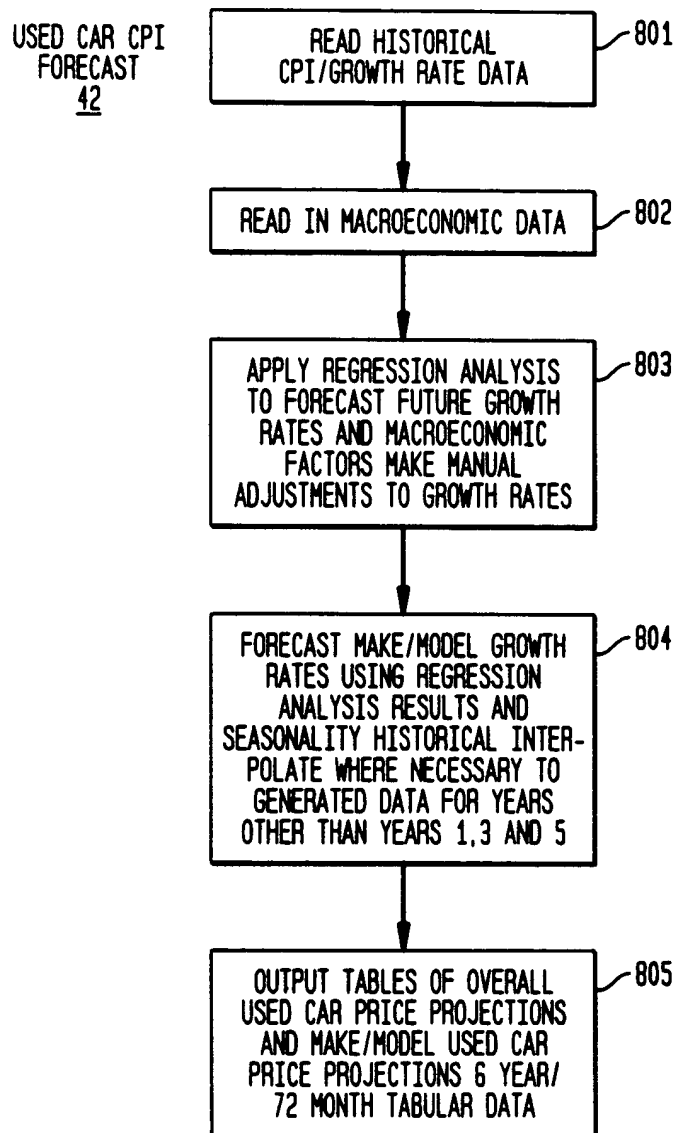 USED CAR CPI
FORECAST
42
READ HISTORICAL
CPI/GROWTH RATE DATA
801
READ IN MACROECONOMIC DATA
802
APPLY REGRESSION ANALYSIS
TO FORECAST FUTURE GROWTH
RATES AND MACROECONOMIC
FACTORS MAKE MANUAL
ADJUSTMENTS TO GROWTH RATES
803
FORECAST MAKE/MODEL GROWTH
RATES USING REGRESSION
ANALYSIS RESULTS AND
SEASONALITY HISTORICAL INTER-
POLATE WHERE NECESSARY TO
GENERATED DATA FOR YEARS
OTHER THAN YEARS 1,3 AND 5
804
OUTPUT TABLES OF OVERALL
USED CAR PRICE PROJECTIONS
AND MAKE/MODEL USED CAR
PRICE PROJECTIONS 6 YEAR/
72 MONTH TABULAR DATA
805